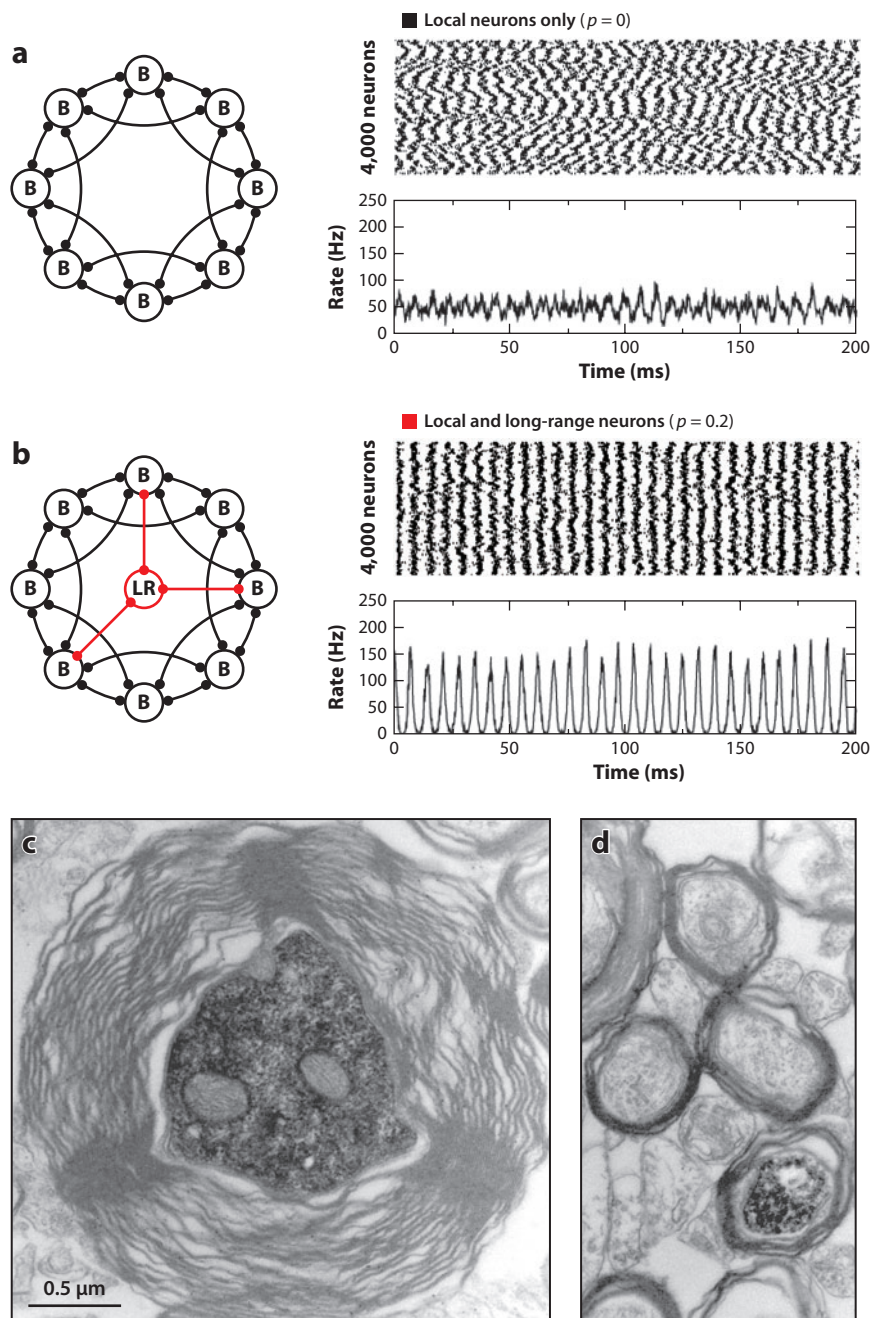 a
B
B
B
B
B
B
B
B
Local neurons only (p = 0)
4,000 neurons
Rate (Hz)
250
200
150
100
50
0
0
50
100
150
200
Time (ms)
b
B
B
B
B
LR
B
B
B
B
Local and long-range neurons (p = 0.2)
4,000 neurons
Rate (Hz)
250
200
150
100
50
0
0
50
100
150
200
Time (ms)
c
0.5 μm
d